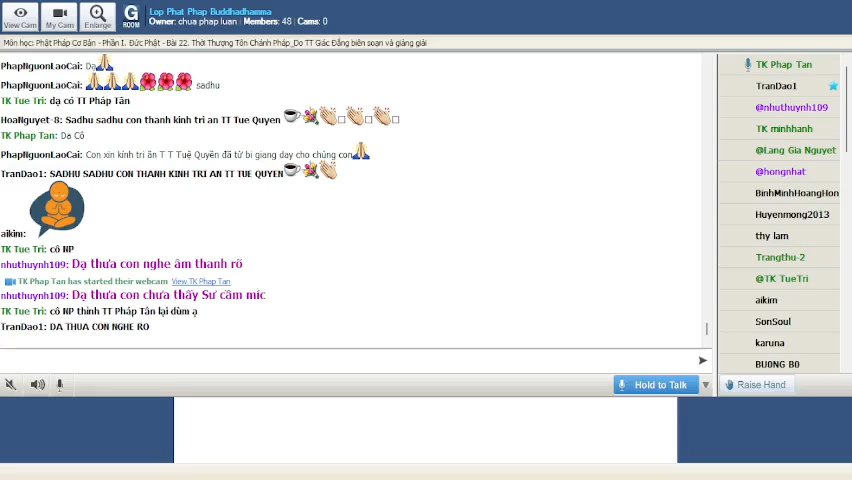 View Cam
My Cam
Enlarge
G
ROOM
Lop Phat Phap Buddhadhamma
Owner: chua phap luan Members: 48 Cams: 0
Môn học: Phật Pháp Cơ Bản - Phần I. Đức Phật - Bài 22. Thời Thượng Tôn Chánh Pháp_Do TT Giác Đẳng biên soạn và giảng giải
PhapNguonLaoCai: Dạ
PhapNguonLaoCai: sadhu
TK Tue Tri: dạ có TT Pháp Tân
HoaNguyet-8: Sadhu sadhu con thanh kinh tri an TT Tue Quyen
TK Phap Tan: Da Cô
PhapNguonLaoCai: Con xin kính tri ân T T Tuệ Quyền đã từ bi giang day cho chúng con
TranDao1: SADHU SADHU CON THANH KINH TRI AN TT TUE QUYEN
aikim:
TK Tue Tri: cô NP
nhuthuynh109: Dạ thưa con nghe âm thanh rõ
TK Phap Tan has started their webcam View TK Phap Tan
nhuthuynh109: Dạ thưa con chưa thấy Sư cầm míc
TK Tue Tri: cô NP thỉnh TT Pháp Tân lại dùm ạ
TranDao1: DA THUA CON NGHE RO
Hold to Talk
TK Phap Tan
TranDao1
@nhuthuynh109
TK minhhanh
@Lang Gia Nguyet
@hongnhat
BinhMinhHoangHon
Huyenmong2013
thy lam
Trangthu-2
@TK TueTri
aikim
SonSoul
karuna
BU0NG B0
Raise Hand